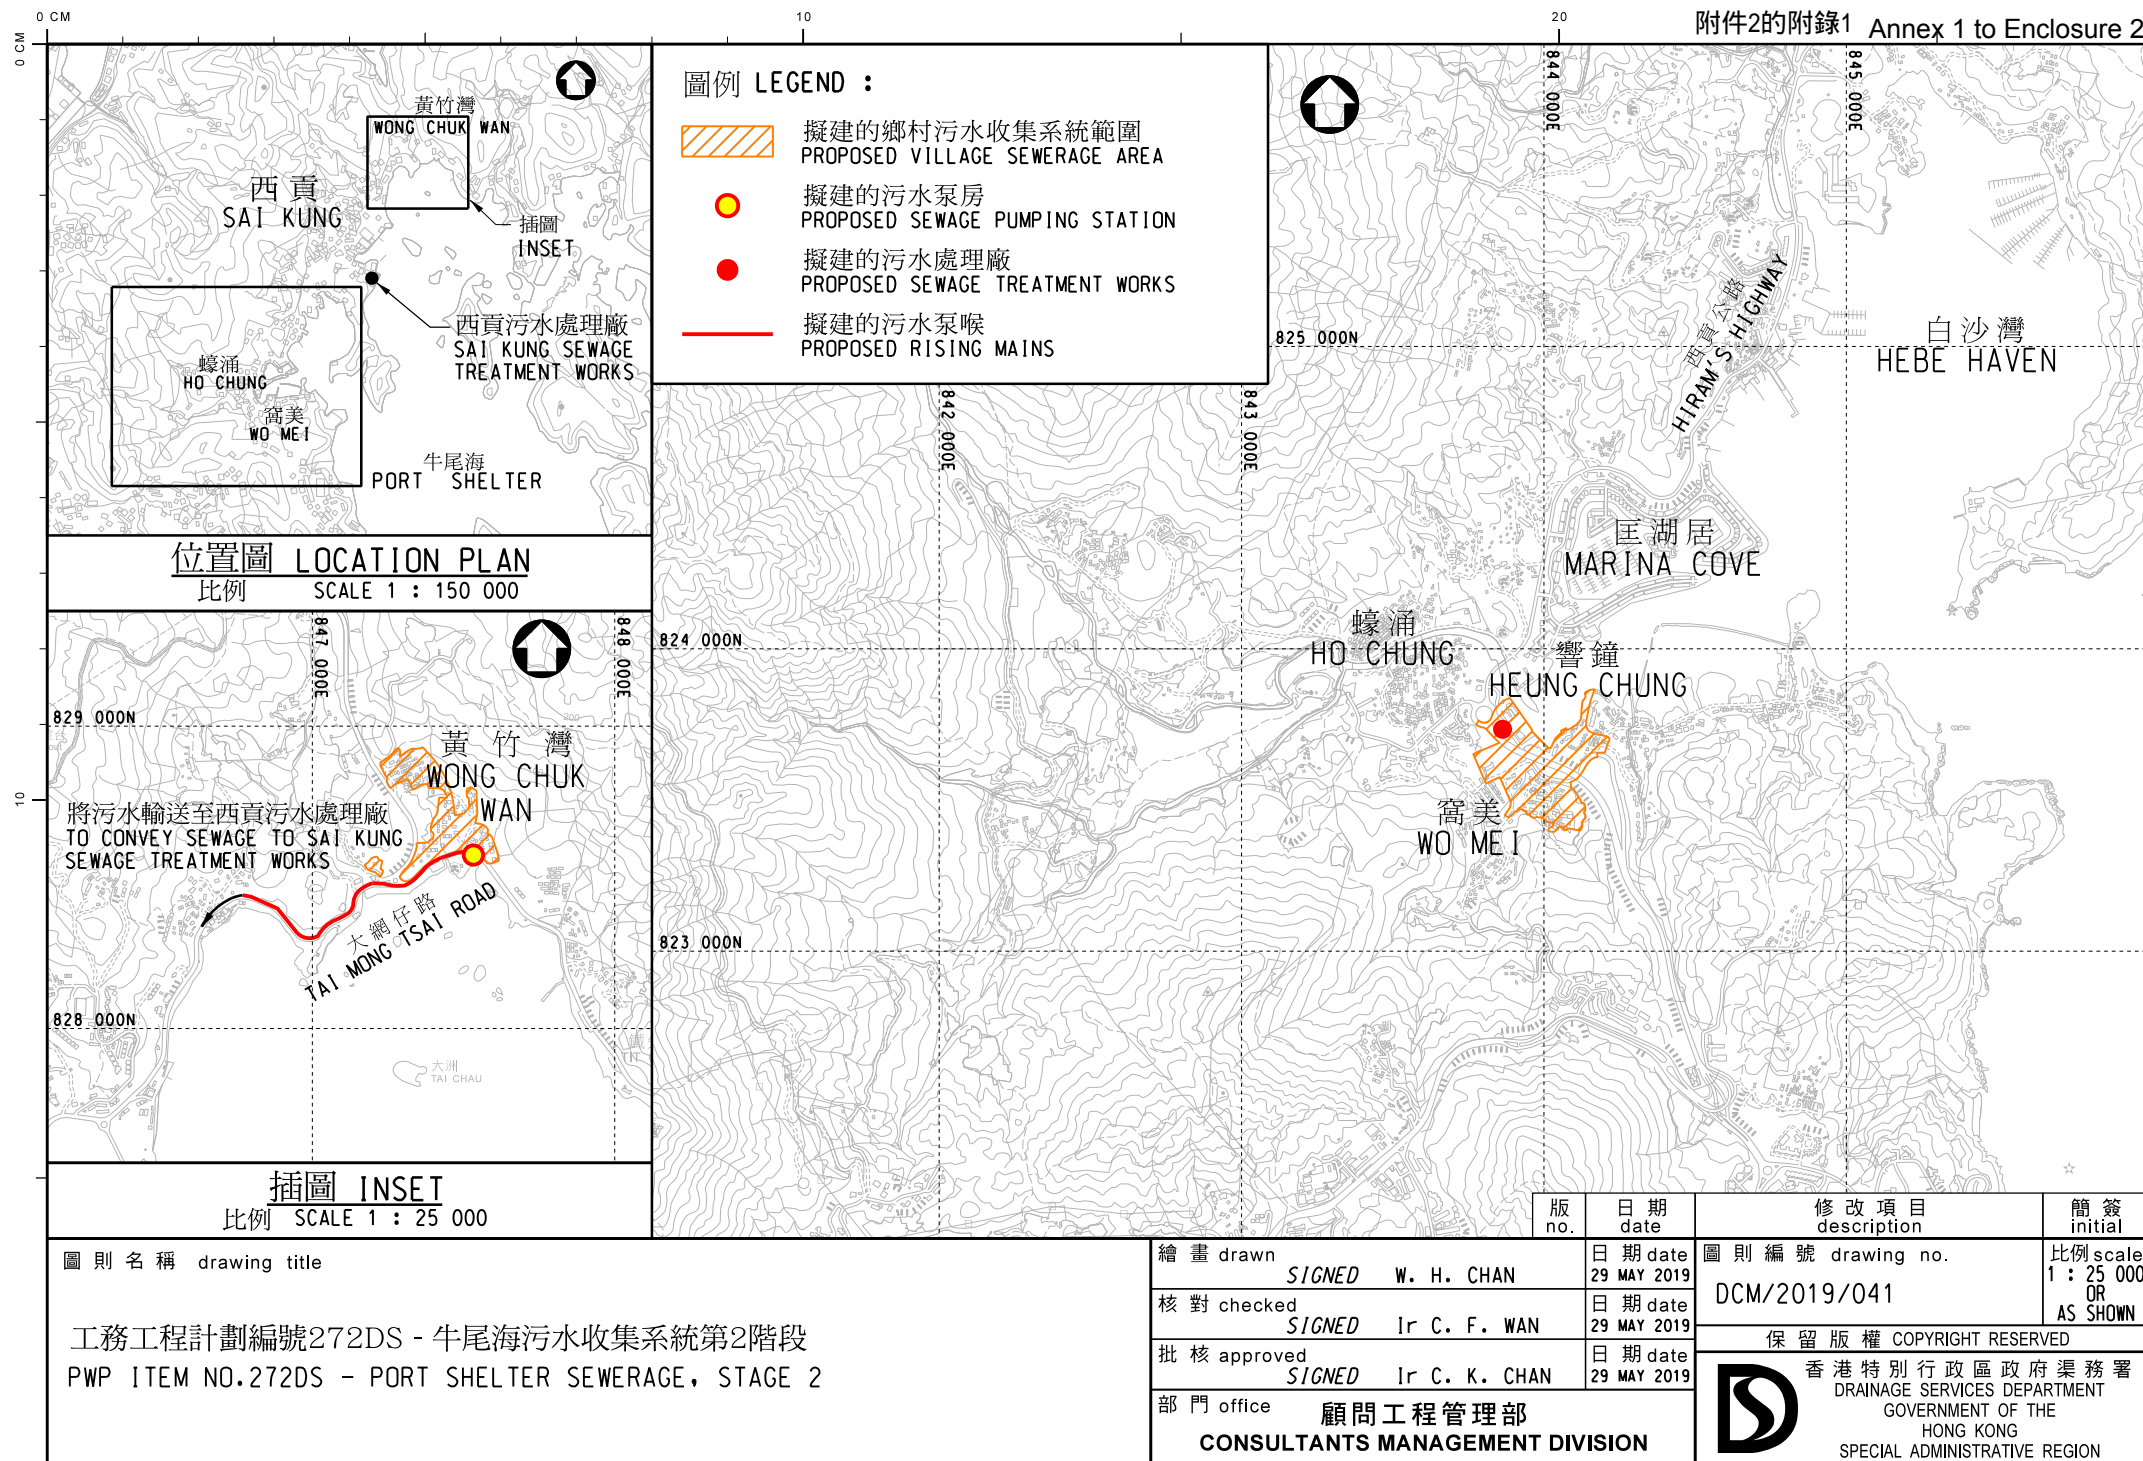 0 CM
10
20
附件2的附錄1 Annex 1 to Enclosure 2
0 CM
10
黃竹灣
WONG CHUK WAN
西貢
SAI KUNG
插圖
INSET
西貢污水處理廠
SAI KUNG SEWAGE
TREATMENT WORKS
蠔涌
HO CHUNG
窩美
WO MEI
牛尾海
PORT SHELTER
位置圖 LOCATION PLAN
比例 SCALE 1 : 150 000
圖例 LEGEND :
擬建的鄉村污水收集系統範圍
PROPOSED VILLAGE SEWERAGE AREA
擬建的污水泵房
PROPOSED SEWAGE PUMPING STATION
擬建的污水處理廠
PROPOSED SEWAGE TREATMENT WORKS
擬建的污水泵喉
PROPOSED RISING MAINS
844 000E
845 000E
842 000E
843 000E
825 000N
824 000N
823 000N
西貢公路
HIRAM'S HIGHWAY
白沙灣
HEBE HAVEN
匡湖居
MARINA COVE
蠔涌
HO CHUNG
響鐘
HEUNG CHUNG
窩美
WO MEI
847 000E
848 000E
829 000N
828 000N
黃竹灣
WONG CHUK
WAN
將污水輸送至西貢污水處理廠
TO CONVEY SEWAGE TO SAI KUNG
SEWAGE TREATMENT WORKS
大網仔路
TAI MONG TSAI ROAD
大洲
TAI CHAU
插圖 INSET
比例 SCALE 1 : 25 000
版 日期 修改項目 簡簽
no. date description initial
圖則名稱 drawing title
工務工程計劃編號272DS - 牛尾海污水收集系統第2階段
PWP ITEM NO.272DS - PORT SHELTER SEWERAGE, STAGE 2
繪畫 drawn 日期 date
SIGNED W. H. CHAN 29 MAY 2019
核對 checked 日期 date
SIGNED Ir C. F. WAN 29 MAY 2019
批核 approved 日期 date
SIGNED Ir C. K. CHAN 29 MAY 2019
部門 office
顧問工程管理部
CONSULTANTS MANAGEMENT DIVISION
圖則編號 drawing no.
DCM/2019/041
比例 scale
1 : 25 000
OR
AS SHOWN
保留版權 COPYRIGHT RESERVED
香港特別行政區政府渠務署
DRAINAGE SERVICES DEPARTMENT
GOVERNMENT OF THE
HONG KONG
SPECIAL ADMINISTRATIVE REGION